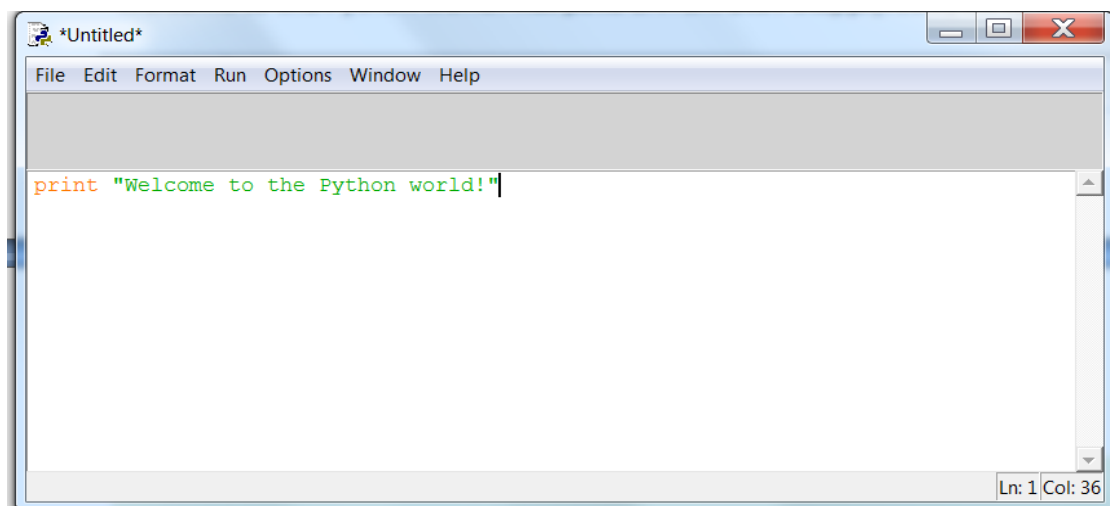 *Untitled*
File Edit Format Run Options Window Help
print "Welcome to the Python world!"
Ln: 1 Col: 36